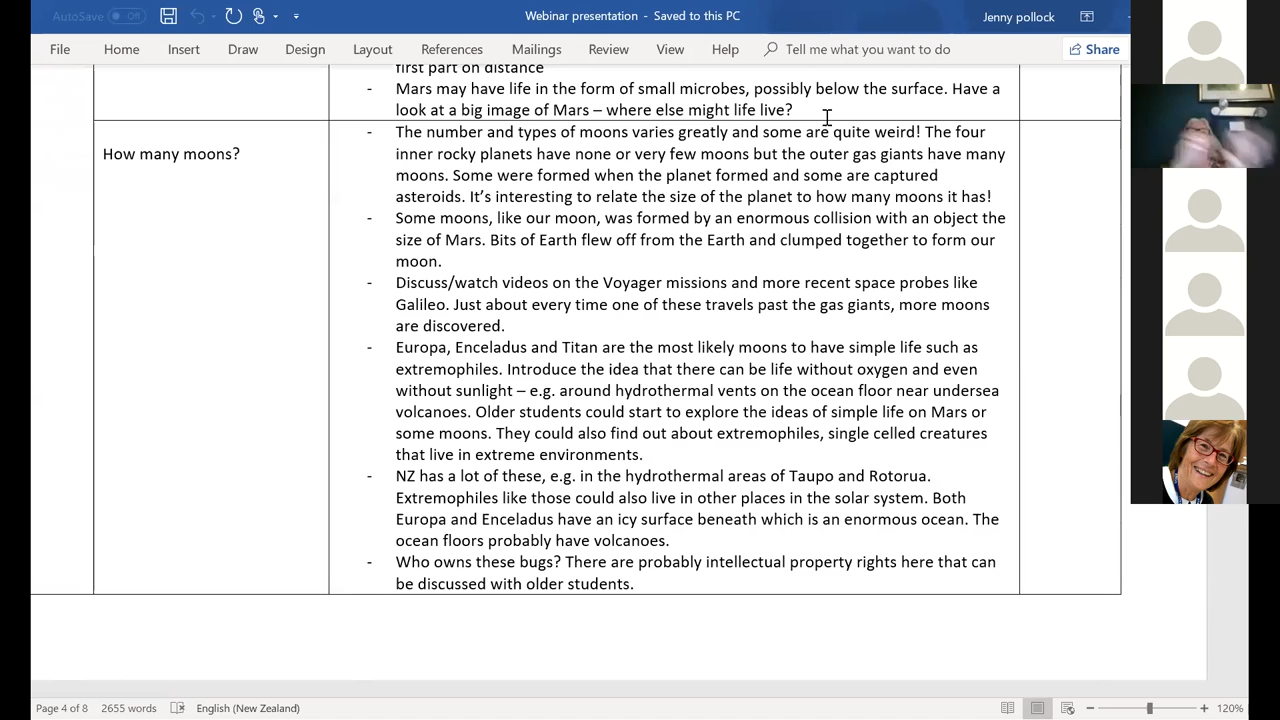 AutoSave Off
Webinar presentation - Saved to this PC
Jenny pollock
File Home Insert Draw Design Layout References Mailings Review View Help Tell me what you want to do Share
first part on distance
- Mars may have life in the form of small microbes, possibly below the surface. Have a
look at a big image of Mars – where else might life live?
How many moons?
- The number and types of moons varies greatly and some are quite weird! The four
inner rocky planets have none or very few moons but the outer gas giants have many
moons. Some were formed when the planet formed and some are captured
asteroids. It's interesting to relate the size of the planet to how many moons it has!
- Some moons, like our moon, was formed by an enormous collision with an object the
size of Mars. Bits of Earth flew off from the Earth and clumped together to form our
moon.
- Discuss/watch videos on the Voyager missions and more recent space probes like
Galileo. Just about every time one of these travels past the gas giants, more moons
are discovered.
- Europa, Enceladus and Titan are the most likely moons to have simple life such as
extremophiles. Introduce the idea that there can be life without oxygen and even
without sunlight – e.g. around hydrothermal vents on the ocean floor near undersea
volcanoes. Older students could start to explore the ideas of simple life on Mars or
some moons. They could also find out about extremophiles, single celled creatures
that live in extreme environments.
- NZ has a lot of these, e.g. in the hydrothermal areas of Taupo and Rotorua.
Extremophiles like those could also live in other places in the solar system. Both
Europa and Enceladus have an icy surface beneath which is an enormous ocean. The
ocean floors probably have volcanoes.
- Who owns these bugs? There are probably intellectual property rights here that can
be discussed with older students.
Page 4 of 8 2655 words English (New Zealand) 120%